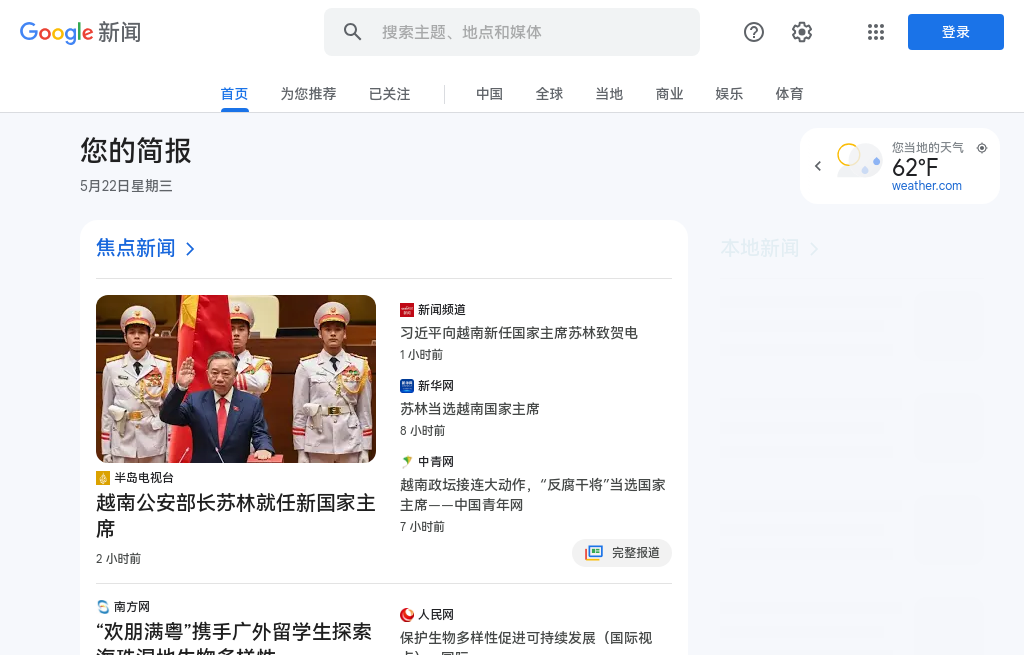 Google 新闻
搜索主题、地点和媒体
登录
首页
为您推荐
已关注
中国
全球
当地
商业
娱乐
体育
您的简报
5月22日星期三
您当地的天气
62°F
weather.com
焦点新闻
本地新闻
半岛电视台
越南公安部长苏林就任新国家主
席
2 小时前
新闻频道
习近平向越南新任国家主席苏林致贺电
1 小时前
新华网
苏林当选越南国家主席
8 小时前
中青网
越南政坛接连大动作，“反腐干将”当选国家
主席——中国青年网
7 小时前
完整报道
南方网
“欢朋满粤”携手广外留学生探索
海珠湿地生物多样性
人民网
保护生物多样性促进可持续发展（国际视